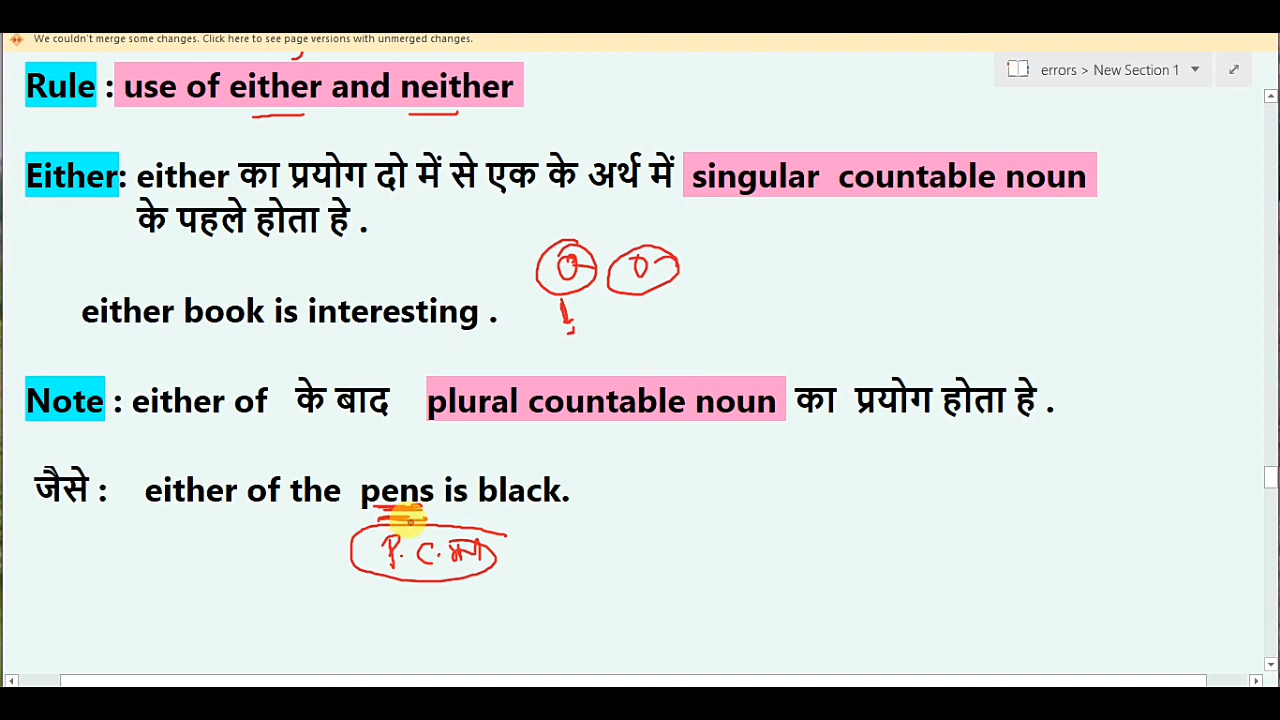 We couldn't merge some changes. Click here to see page versions with unmerged changes.
errors > New Section 1
Rule : use of either and neither
Either: either का प्रयोग दो में से एक के अर्थ में singular countable noun
के पहले होता हे .
either book is interesting .
Note : either of के बाद plural countable noun का प्रयोग होता हे .
जैसे : either of the pens is black.
P. C.